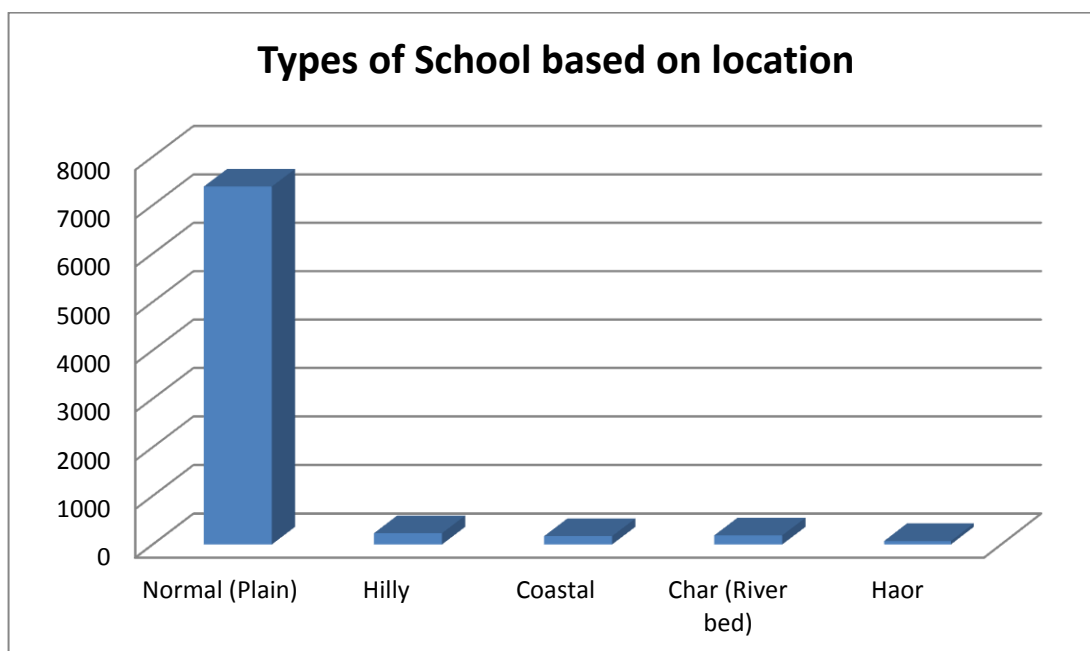 Types of School based on location
8000
7000
6000
5000
4000
3000
2000
1000
0
Normal (Plain)
Hilly
Coastal
Char (River
bed)
Haor